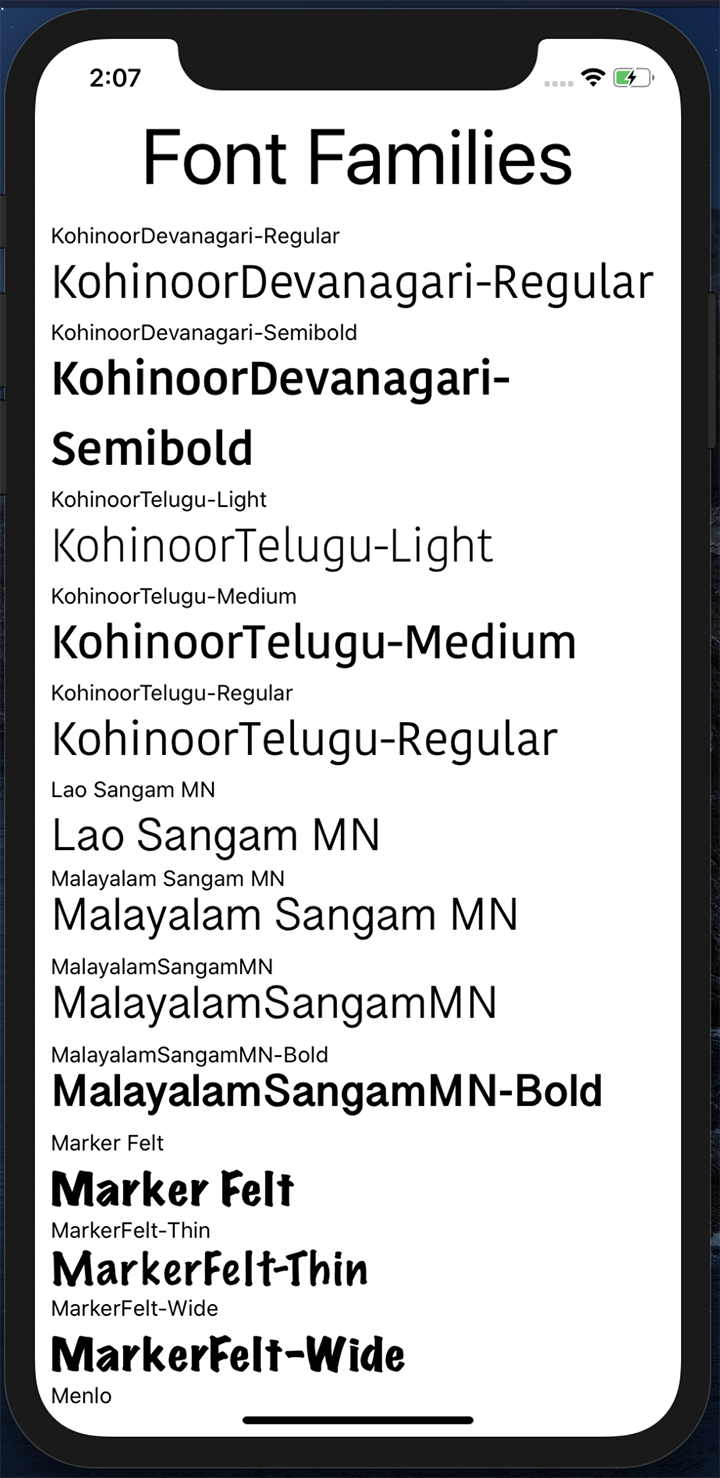 2:07
Font Families
KohinoorDevanagari-Regular
KohinoorDevanagari-Regular
KohinoorDevanagari-Semibold
KohinoorDevanagari-
Semibold
KohinoorTelugu-Light
KohinoorTelugu-Light
KohinoorTelugu-Medium
KohinoorTelugu-Medium
KohinoorTelugu-Regular
KohinoorTelugu-Regular
Lao Sangam MN
Lao Sangam MN
Malayalam Sangam MN
Malayalam Sangam MN
MalayalamSangamMN
MalayalamSangamMN
MalayalamSangamMN-Bold
MalayalamSangamMN-Bold
Marker Felt
Marker Felt
MarkerFelt-Thin
MarkerFelt-Thin
MarkerFelt-Wide
MarkerFelt-Wide
Menlo